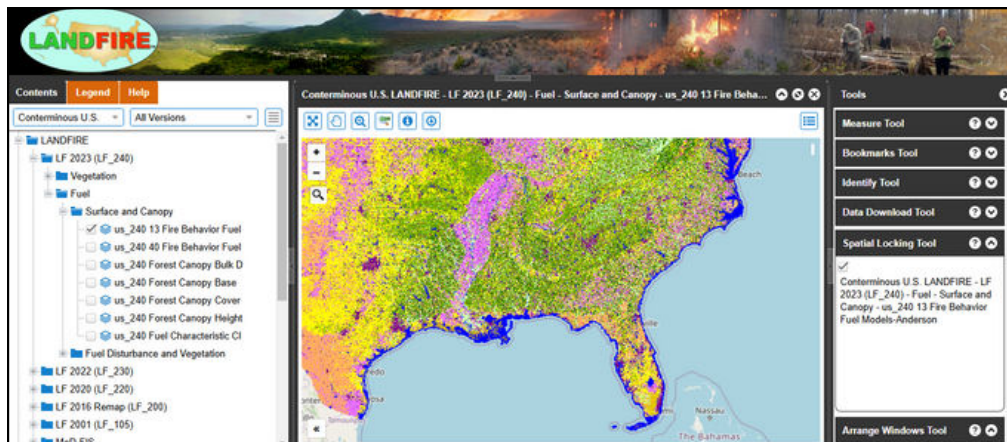 LANDFIRE
Contents Legend Help
Conterminous U.S. All Versions
LANDFIRE
LF 2023 (LF_240)
Vegetation
Fuel
Surface and Canopy
us_240 13 Fire Behavior Fuel
us_240 40 Fire Behavior Fuel
us_240 Forest Canopy Bulk D
us_240 Forest Canopy Base
us_240 Forest Canopy Cover
us_240 Forest Canopy Height
us_240 Fuel Characteristic Cl
Fuel Disturbance and Vegetation
LF 2022 (LF_230)
LF 2020 (LF_220)
LF 2016 Remap (LF_200)
LF 2001 (LF_105)
Conterminous U.S. LANDFIRE - LF 2023 (LF_240) - Fuel - Surface and Canopy - us_240 13 Fire Beha...
Beach
ville
Nassau
The Bahamas
Tools
Measure Tool
Bookmarks Tool
Identify Tool
Data Download Tool
Spatial Locking Tool
Conterminous U.S. LANDFIRE - LF
2023 (LF_240) - Fuel - Surface and
Canopy - us_240 13 Fire Behavior
Fuel Models-Anderson
Arrange Windows Tool